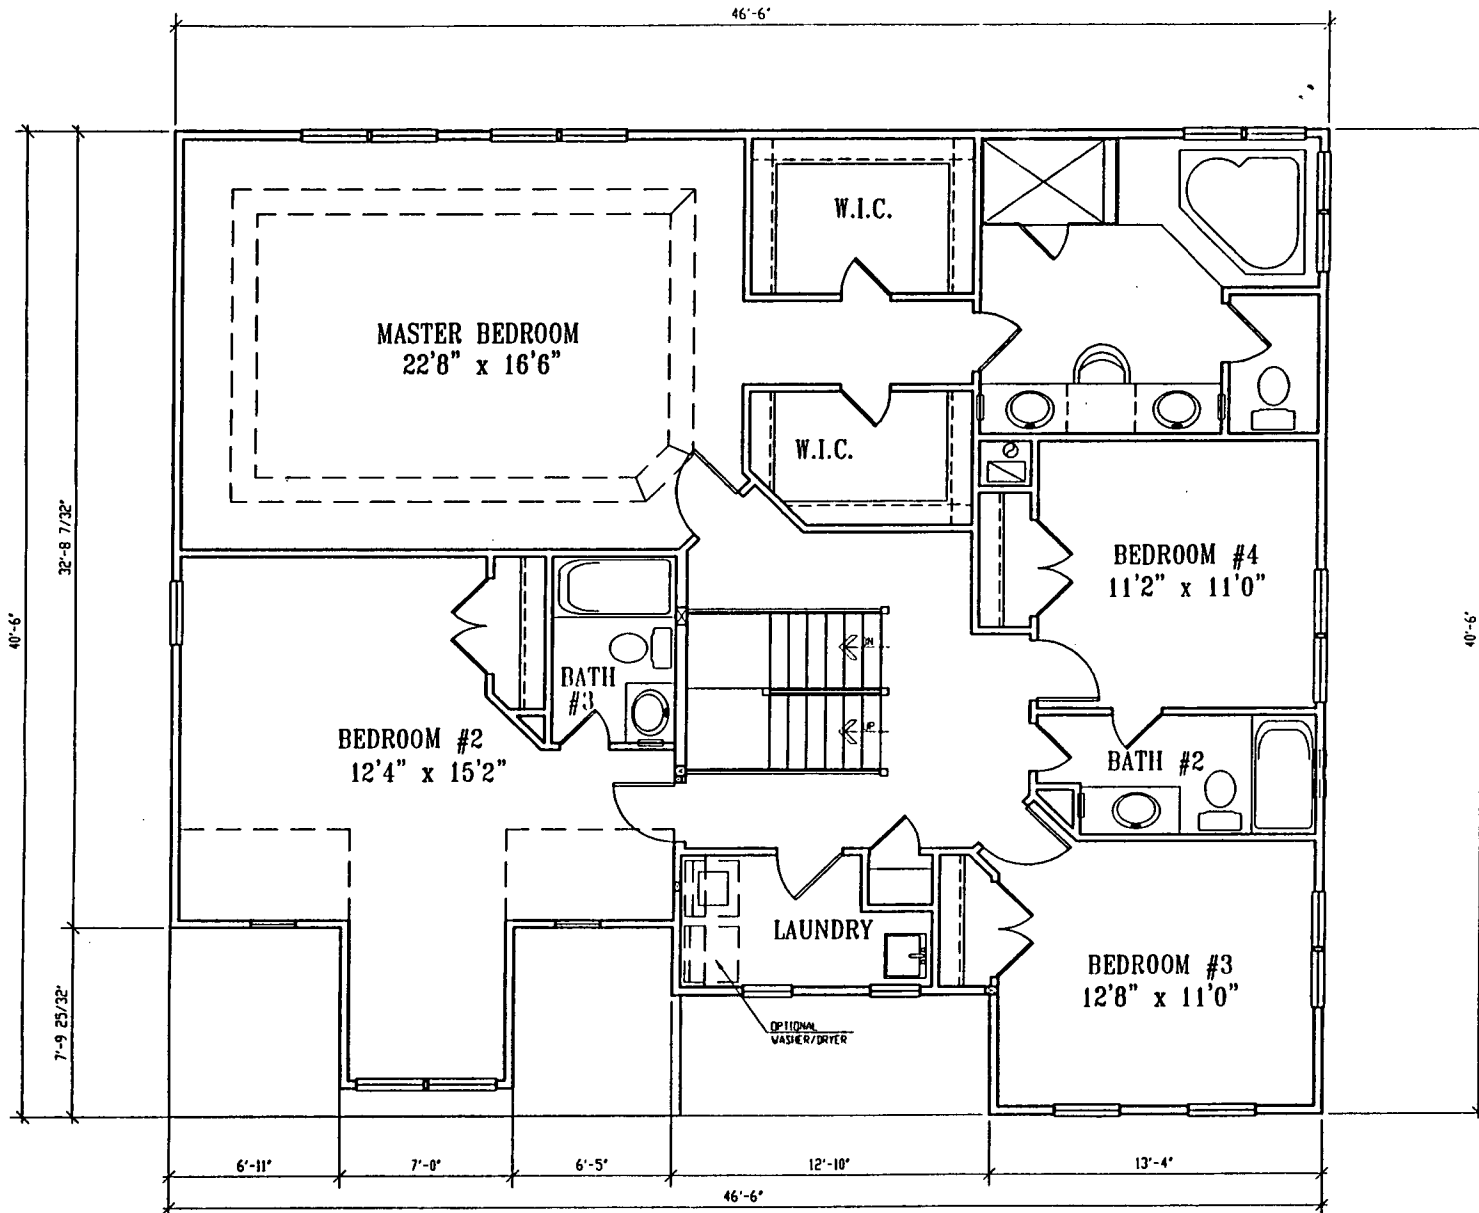 46'-6"
W.I.C.
MASTER BEDROOM
22'8" x 16'6"
W.I.C.
32'-8 7/32"
40'-6"
40'-6"
BEDROOM #4
11'2" x 11'0"
DN
BATH
#3
UP
BEDROOM #2
12'4" x 15'2"
BATH #2
LAUNDRY
BEDROOM #3
12'8" x 11'0"
7'-9 25/32"
OPTIONAL
WASHER/DRYER
6'-11"
7'-0"
6'-5"
12'-10"
13'-4"
46'-6"